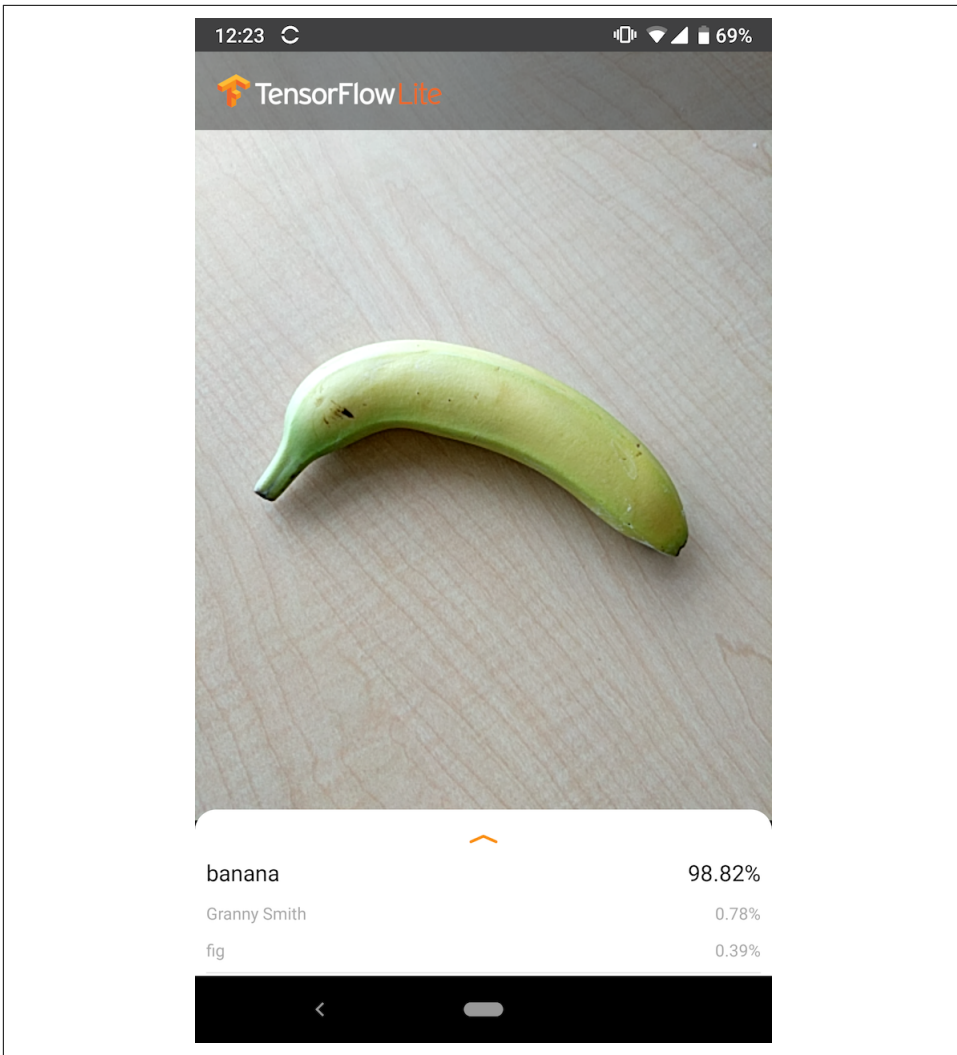 12:23 69%
TensorFlow Lite
banana 98.82%
Granny Smith 0.78%
fig 0.39%